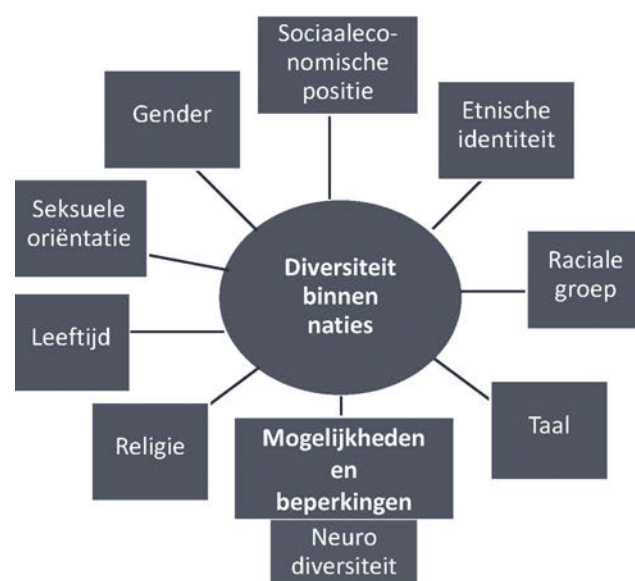 Sociaaleco-
nomische
positie
Etnische
identiteit
Raciale
groep
Taal
Mogelijkheden
en
beperkingen
Neuro
diversiteit
Religie
Leeftijd
Seksuele
oriëntatie
Gender
Diversiteit
binnen
naties